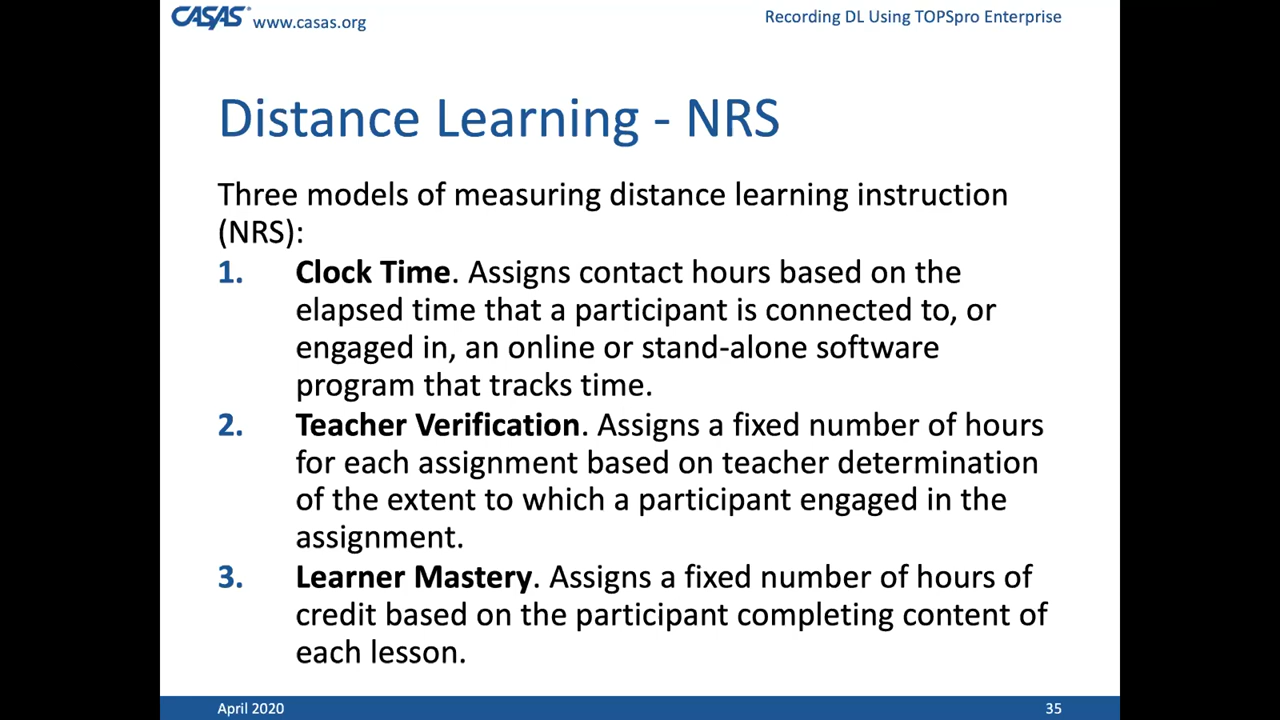 CASAS www.casas.org
Recording DL Using TOPSpro Enterprise
Distance Learning - NRS
Three models of measuring distance learning instruction
(NRS):
1. Clock Time. Assigns contact hours based on the
elapsed time that a participant is connected to, or
engaged in, an online or stand-alone software
program that tracks time.
2. Teacher Verification. Assigns a fixed number of hours
for each assignment based on teacher determination
of the extent to which a participant engaged in the
assignment.
3. Learner Mastery. Assigns a fixed number of hours of
credit based on the participant completing content of
each lesson.
April 2020
35